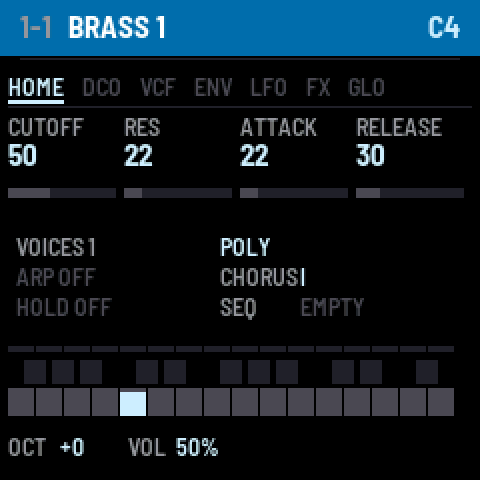 1-1 BRASS 1 C4
HOME DCO VCF ENV LFO FX GLO
CUTOFF RES ATTACK RELEASE
50 22 22 30
VOICES 1 POLY
ARP OFF CHORUS I
HOLD OFF SEQ EMPTY
OCT +0 VOL 50%